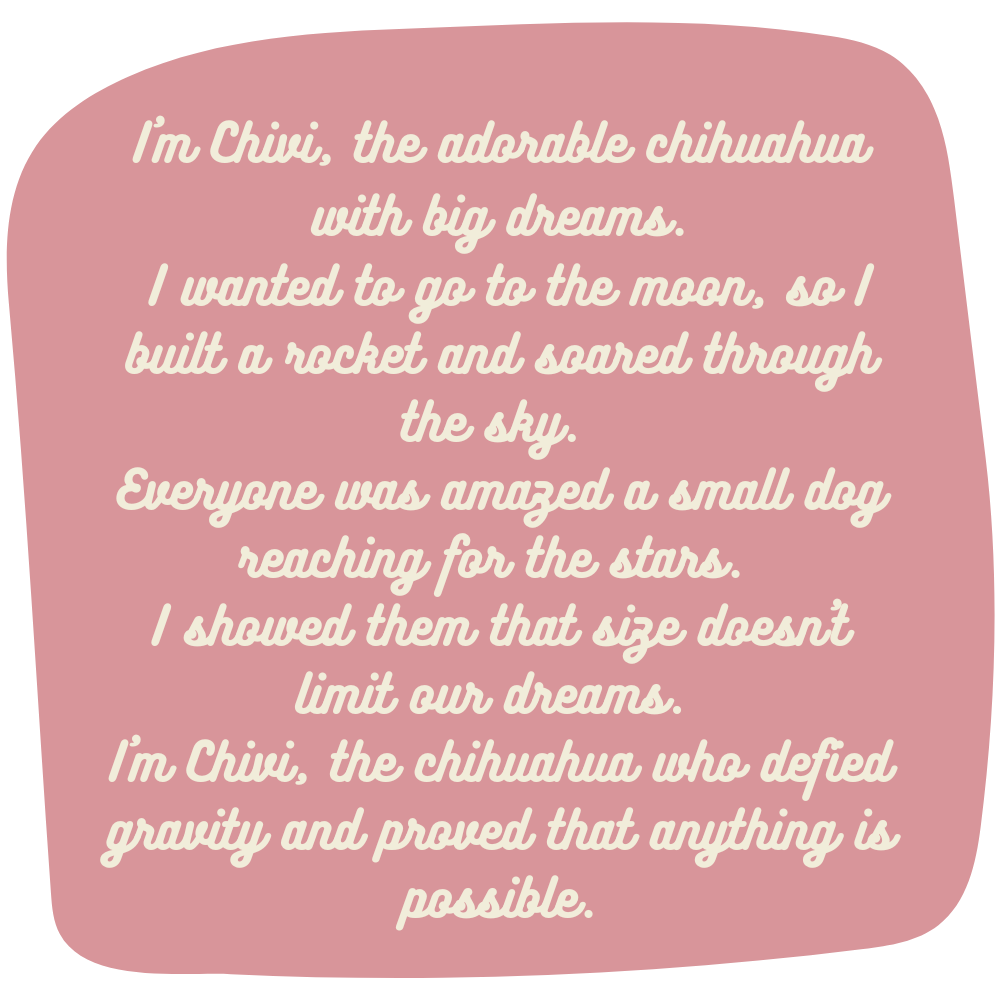 I'm Chivi, the adorable chihuahua
with big dreams.
I wanted to go to the moon, so I
built a rocket and soared through
the sky.
Everyone was amazed a small dog
reaching for the stars.
I showed them that size doesn't
limit our dreams.
I'm Chivi, the chihuahua who defied
gravity and proved that anything is
possible.